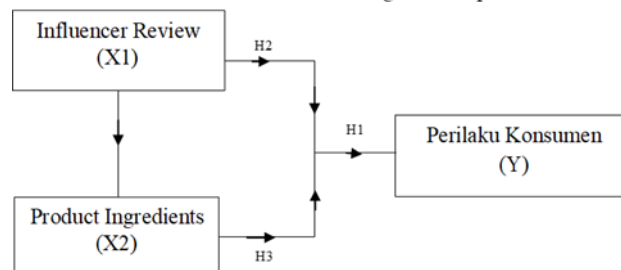 Influencer Review
(X1)
H2
H1
Perilaku Konsumen
(Y)
Product Ingredients
(X2)
H3